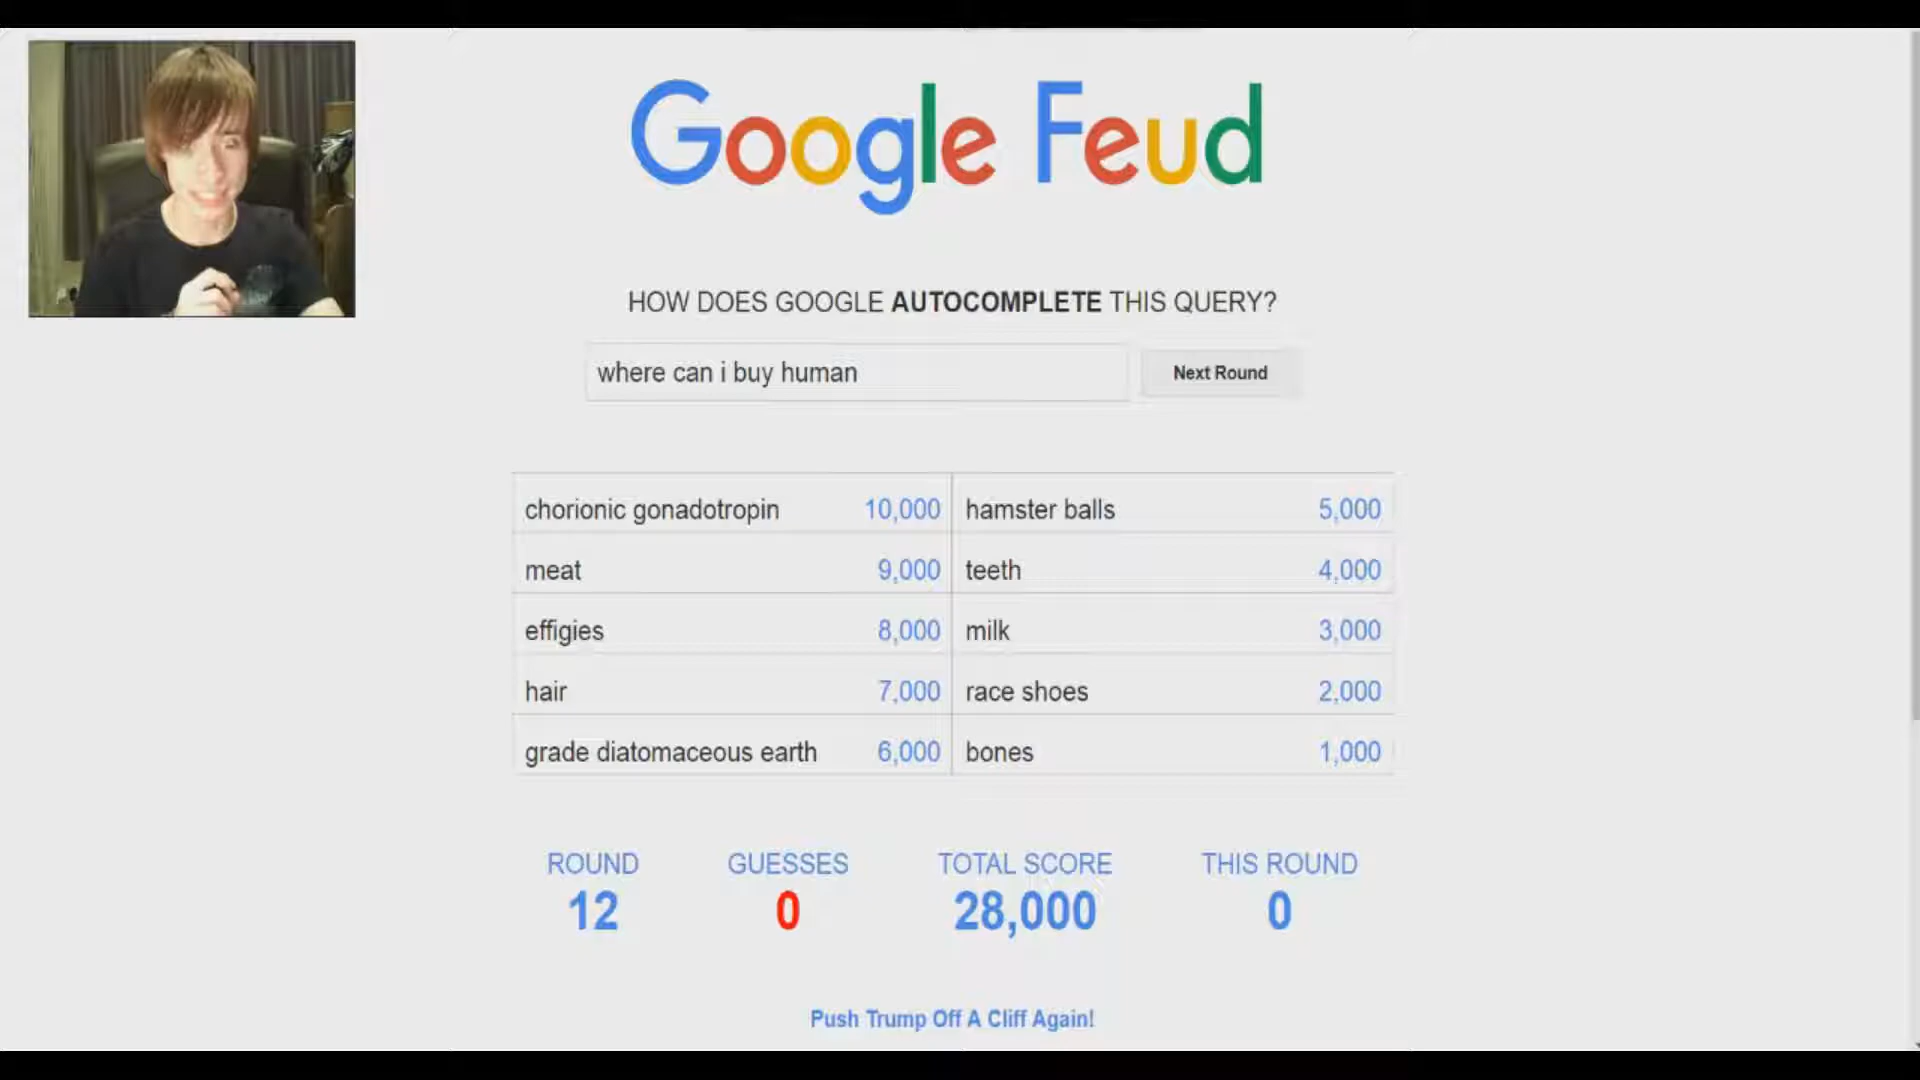 Google Feud
HOW DOES GOOGLE AUTOCOMPLETE THIS QUERY?
where can i buy human
Next Round
chorionic gonadotropin 10,000
hamster balls 5,000
meat 9,000
teeth 4,000
effigies 8,000
milk 3,000
hair 7,000
race shoes 2,000
grade diatomaceous earth 6,000
bones 1,000
ROUND
GUESSES
TOTAL SCORE
THIS ROUND
12
0
28,000
0
Push Trump Off A Cliff Again!